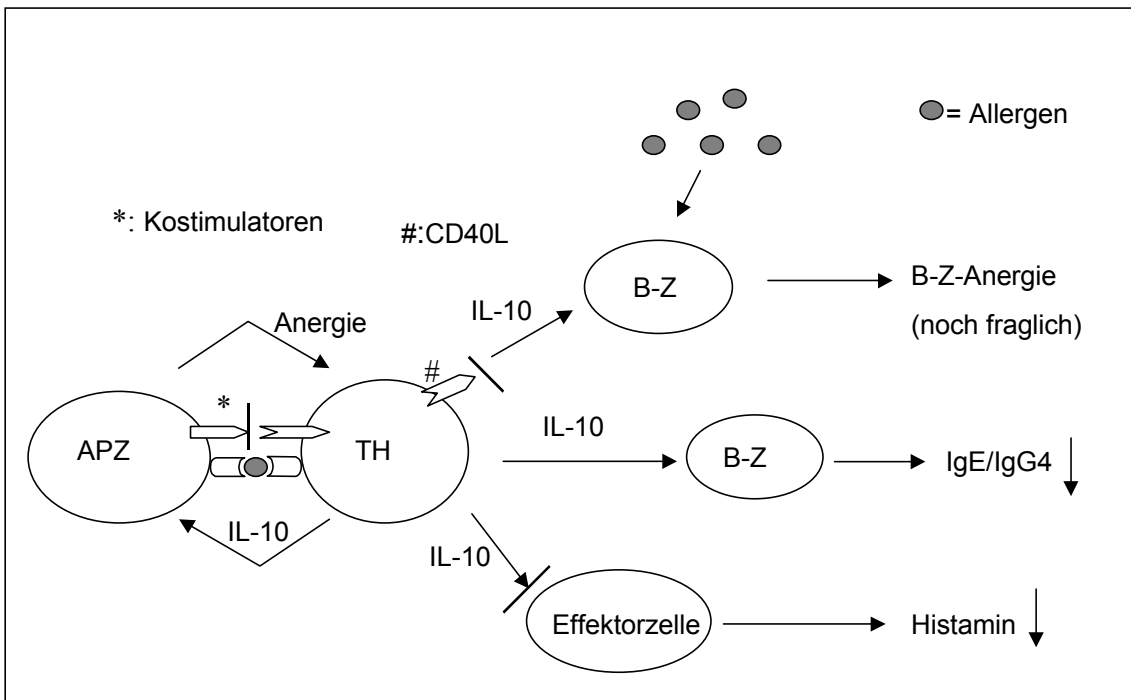 = Allergen
*: Kostimulatoren
#:CD40L
B-Z
B-Z-Anergie
(noch fraglich)
IL-10
Anergie
#
*
APZ
TH
IL-10
B-Z
IgE/IgG4
IL-10
IL-10
Effektorzelle
Histamin